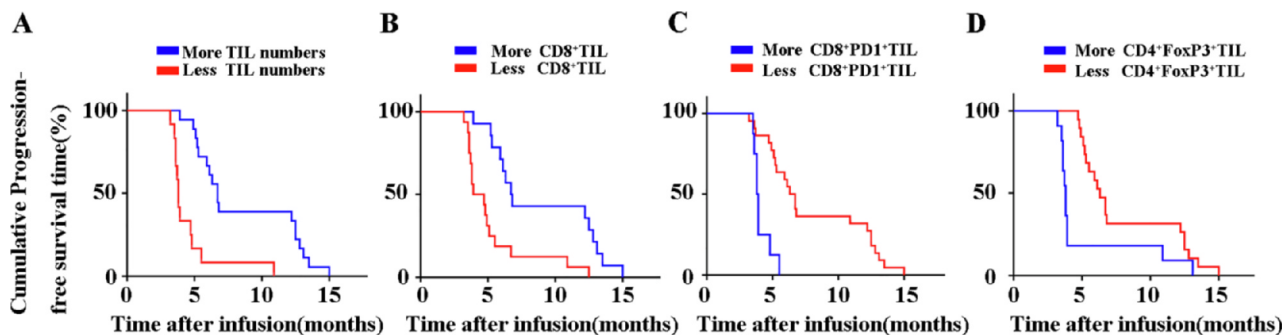 A
More TIL numbers
Less TIL numbers
B
More CD8⁺TIL
Less CD8⁺TIL
C
More CD8⁺PD1⁺TIL
Less CD8⁺PD1⁺TIL
D
More CD4⁺FoxP3⁺TIL
Less CD4⁺FoxP3⁺TIL
Cumulative Progression-
free survival time(%)
100
50
0
0 5 10 15
Time after infusion(months)
100
50
0
0 5 10 15
Time after infusion(months)
100
50
0
0 5 10 15
Time after infusion(months)
100
50
0
0 5 10 15
Time after infusion(months)